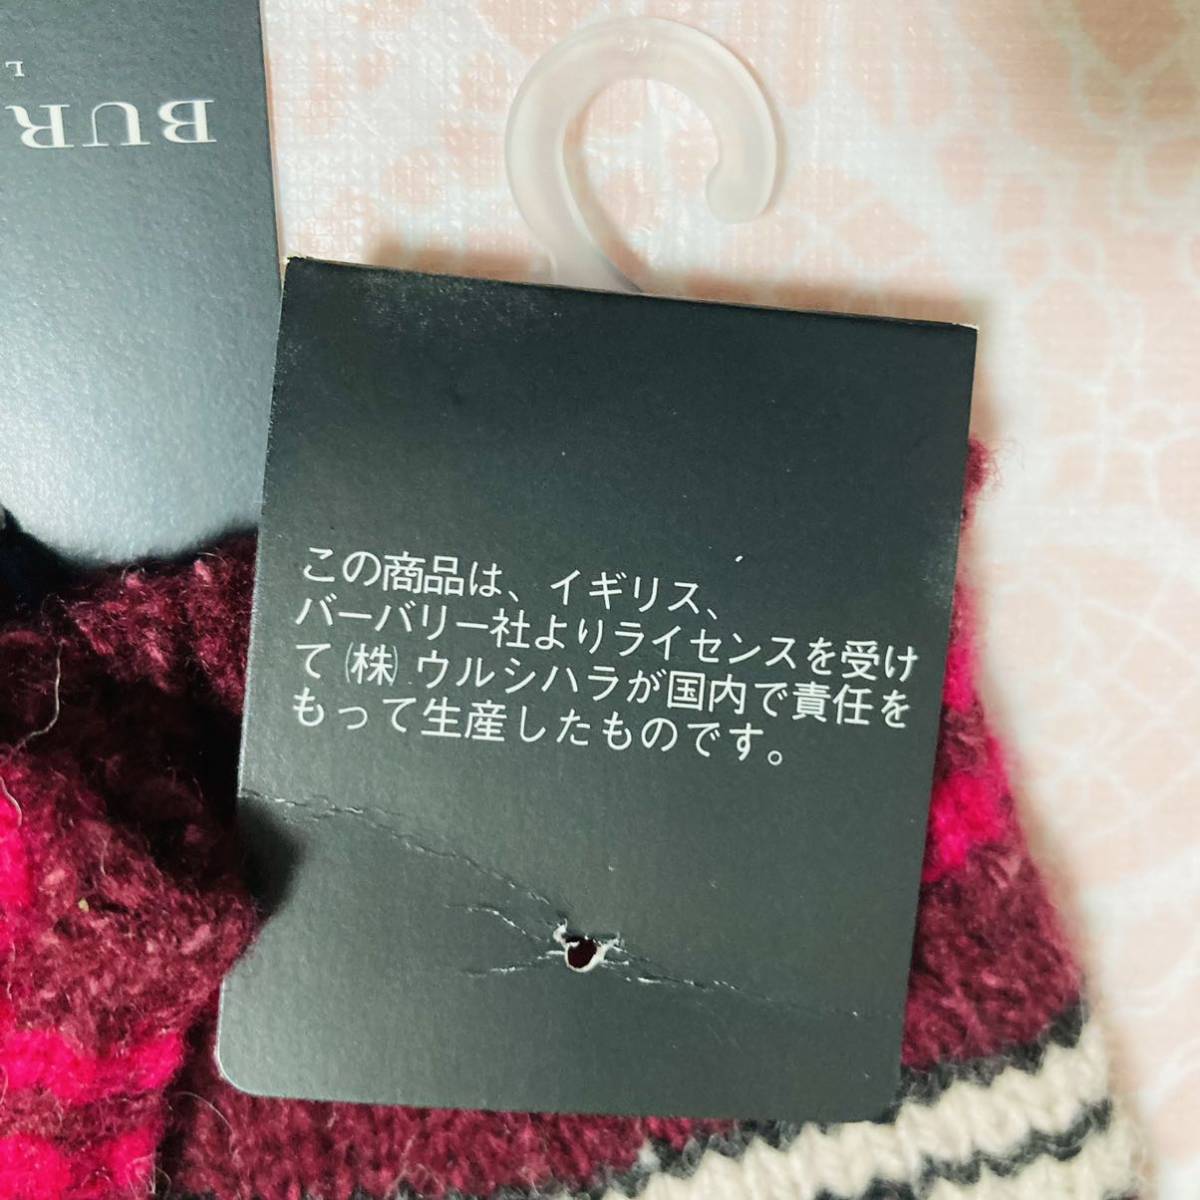 L
BUR
この商品は、イギリス、
バーバリー社よりライセンスを受け
て㈱ウルシハラが国内で責任を
もって生産したものです。